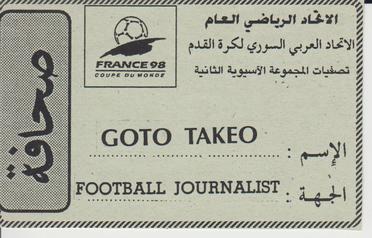 الاتحاد الرياضي العام
الاتحاد العربي السوري لكرة القدم
تصفيات المجموعة الآسيوية الثانية
FRANCE 98
COUPE DU MONDE
صحافة
الإسم : GOTO TAKEO
الجهة : FOOTBALL JOURNALIST